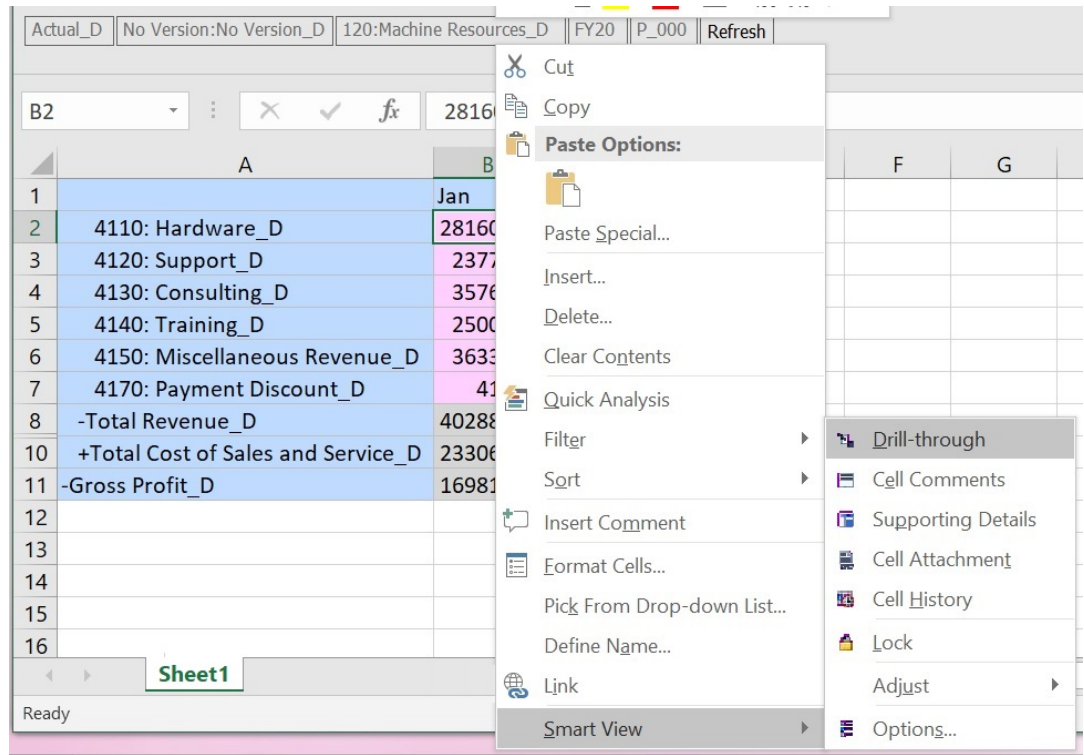 Actual_D No Version:No Version_D 120:Machine Resources_D FY20 P_000 Refresh
B2 fx 2816
A B F G
1 Jan
2 4110: Hardware_D 28160
3 4120: Support_D 2377
4 4130: Consulting_D 3576
5 4140: Training_D 2500
6 4150: Miscellaneous Revenue_D 3633
7 4170: Payment Discount_D 41
8 -Total Revenue_D 40288
10 +Total Cost of Sales and Service_D 23306
11 -Gross Profit_D 16981
12
13
14
15
16
Sheet1
Ready
Cut
Copy
Paste Options:
Paste Special...
Insert...
Delete...
Clear Contents
Quick Analysis
Filter
Sort
Insert Comment
Format Cells...
Pick From Drop-down List...
Define Name...
Link
Smart View
Drill-through
Cell Comments
Supporting Details
Cell Attachment
Cell History
Lock
Adjust
Options...